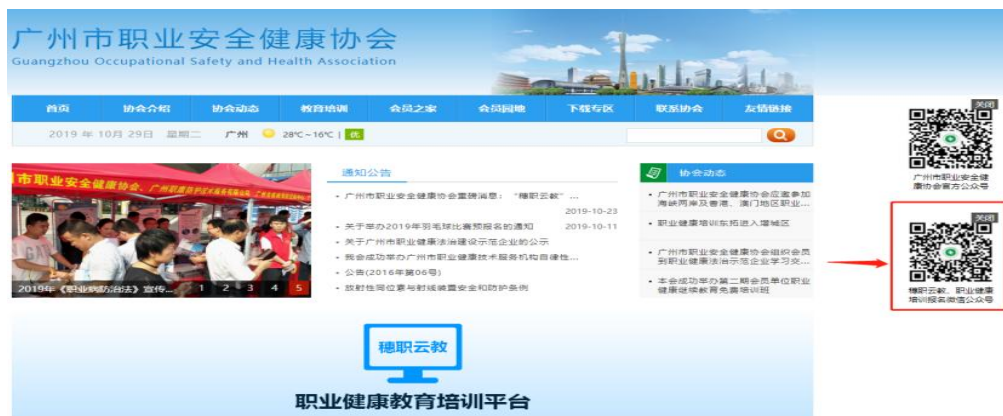 广州市职业安全健康协会
Guangzhou Occupational Safety and Health Association
首页 协会介绍 协会动态 教育培训 会员之家 会员园地 下载专区 联系协会 友情链接
2019 年 10月 29日 星期二 广州 28℃~16℃ | 优
市职业安全健康协会、广州职康
2019年《职业病防治法》宣传... 1 2 3 4 5
通知公告
• 广州市职业安全健康协会重磅消息：“穗职云教”...
2019-10-23
• 关于举办2019年羽毛球比赛预报名的通知 2019-10-11
• 关于广州市职业健康法治建设示范企业的公示
• 我会成功举办广州市职业健康技术服务机构自律性...
• 公告(2016年第06号)
• 放射性同位素与射线装置安全和防护条例
协会动态
• 广州市职业安全健康协会应邀参加
海峡两岸及香港、澳门地区职业...
• 职业健康培训东拓进入增城区
• 广州市职业安全健康协会组织会员
到职业健康法治示范企业学习交...
• 本会成功举办第二期会员单位职业
健康继续教育免费培训班
关闭
广州市职业安全健
康协会官方公众号
关闭
穗职云教、职业健康
培训报名微信公众号
穗职云教
职业健康教育培训平台